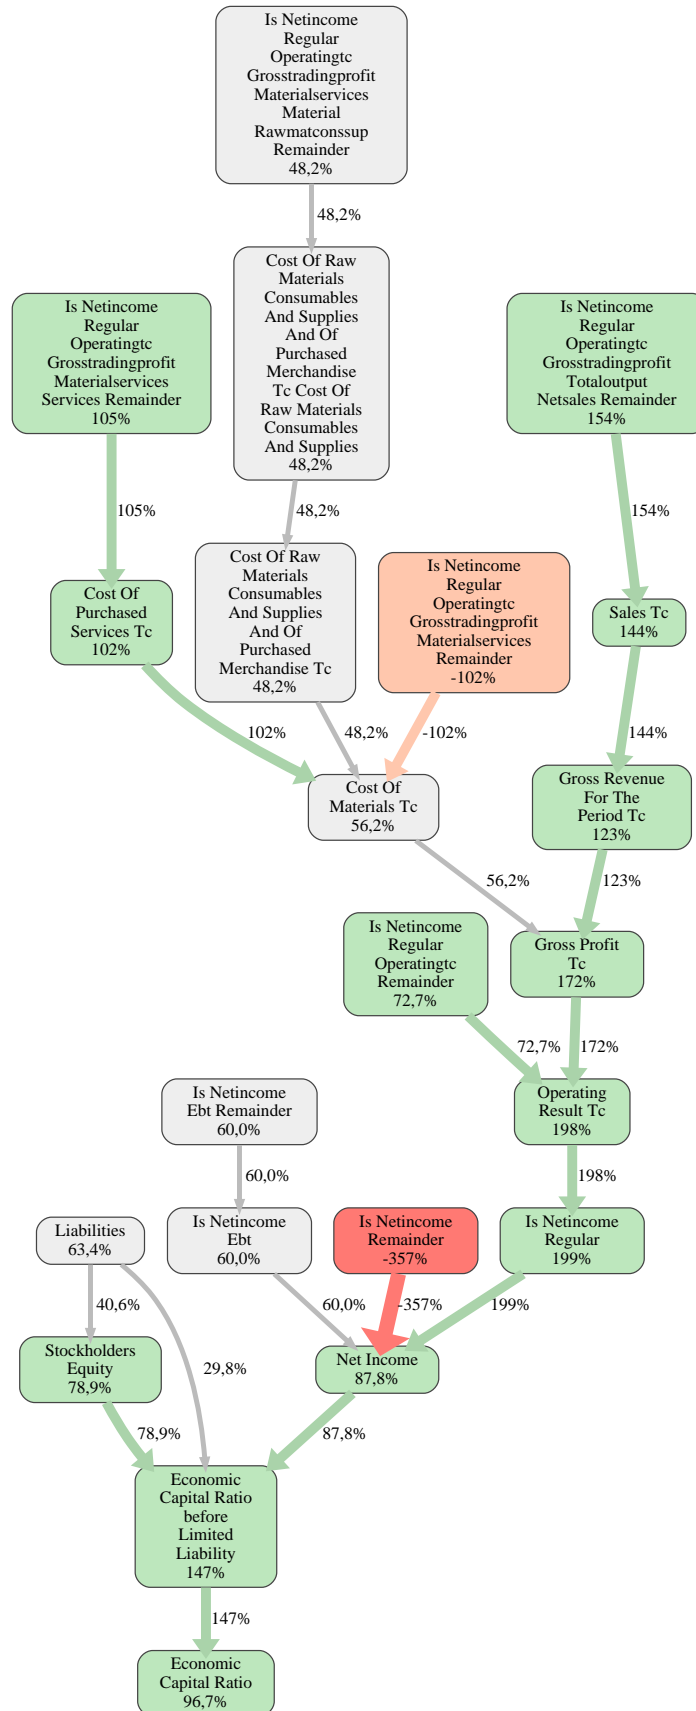 Is Netincome
Regular
Operatingtc
Grosstradingprofit
Materialservices
Material
Rawmatconssup
Remainder
48,2%
48,2%
Cost Of Raw
Materials
Consumables
And Supplies
And Of
Purchased
Merchandise
Tc Cost Of
Raw Materials
Consumables
And Supplies
48,2%
Is Netincome
Regular
Operatingtc
Grosstradingprofit
Materialservices
Services Remainder
105%
Is Netincome
Regular
Operatingtc
Grosstradingprofit
Totaloutput
Netsales Remainder
154%
105%
48,2%
154%
Cost Of Raw
Materials
Consumables
And Supplies
And Of
Purchased
Merchandise Tc
48,2%
Is Netincome
Regular
Operatingtc
Grosstradingprofit
Materialservices
Remainder
-102%
Cost Of
Purchased
Services Tc
102%
Sales Tc
144%
102%
48,2%
-102%
144%
Cost Of
Materials Tc
56,2%
Gross Revenue
For The
Period Tc
123%
56,2%
123%
Is Netincome
Regular
Operatingtc
Remainder
72,7%
Gross Profit
Tc
172%
72,7%
172%
Is Netincome
Ebt Remainder
60,0%
Operating
Result Tc
198%
60,0%
198%
Liabilities
63,4%
Is Netincome
Ebt
60,0%
Is Netincome
Remainder
-357%
Is Netincome
Regular
199%
40,6%
29,8%
60,0%
-357%
199%
Stockholders
Equity
78,9%
Net Income
87,8%
78,9%
87,8%
Economic
Capital Ratio
before
Limited
Liability
147%
147%
Economic
Capital Ratio
96,7%